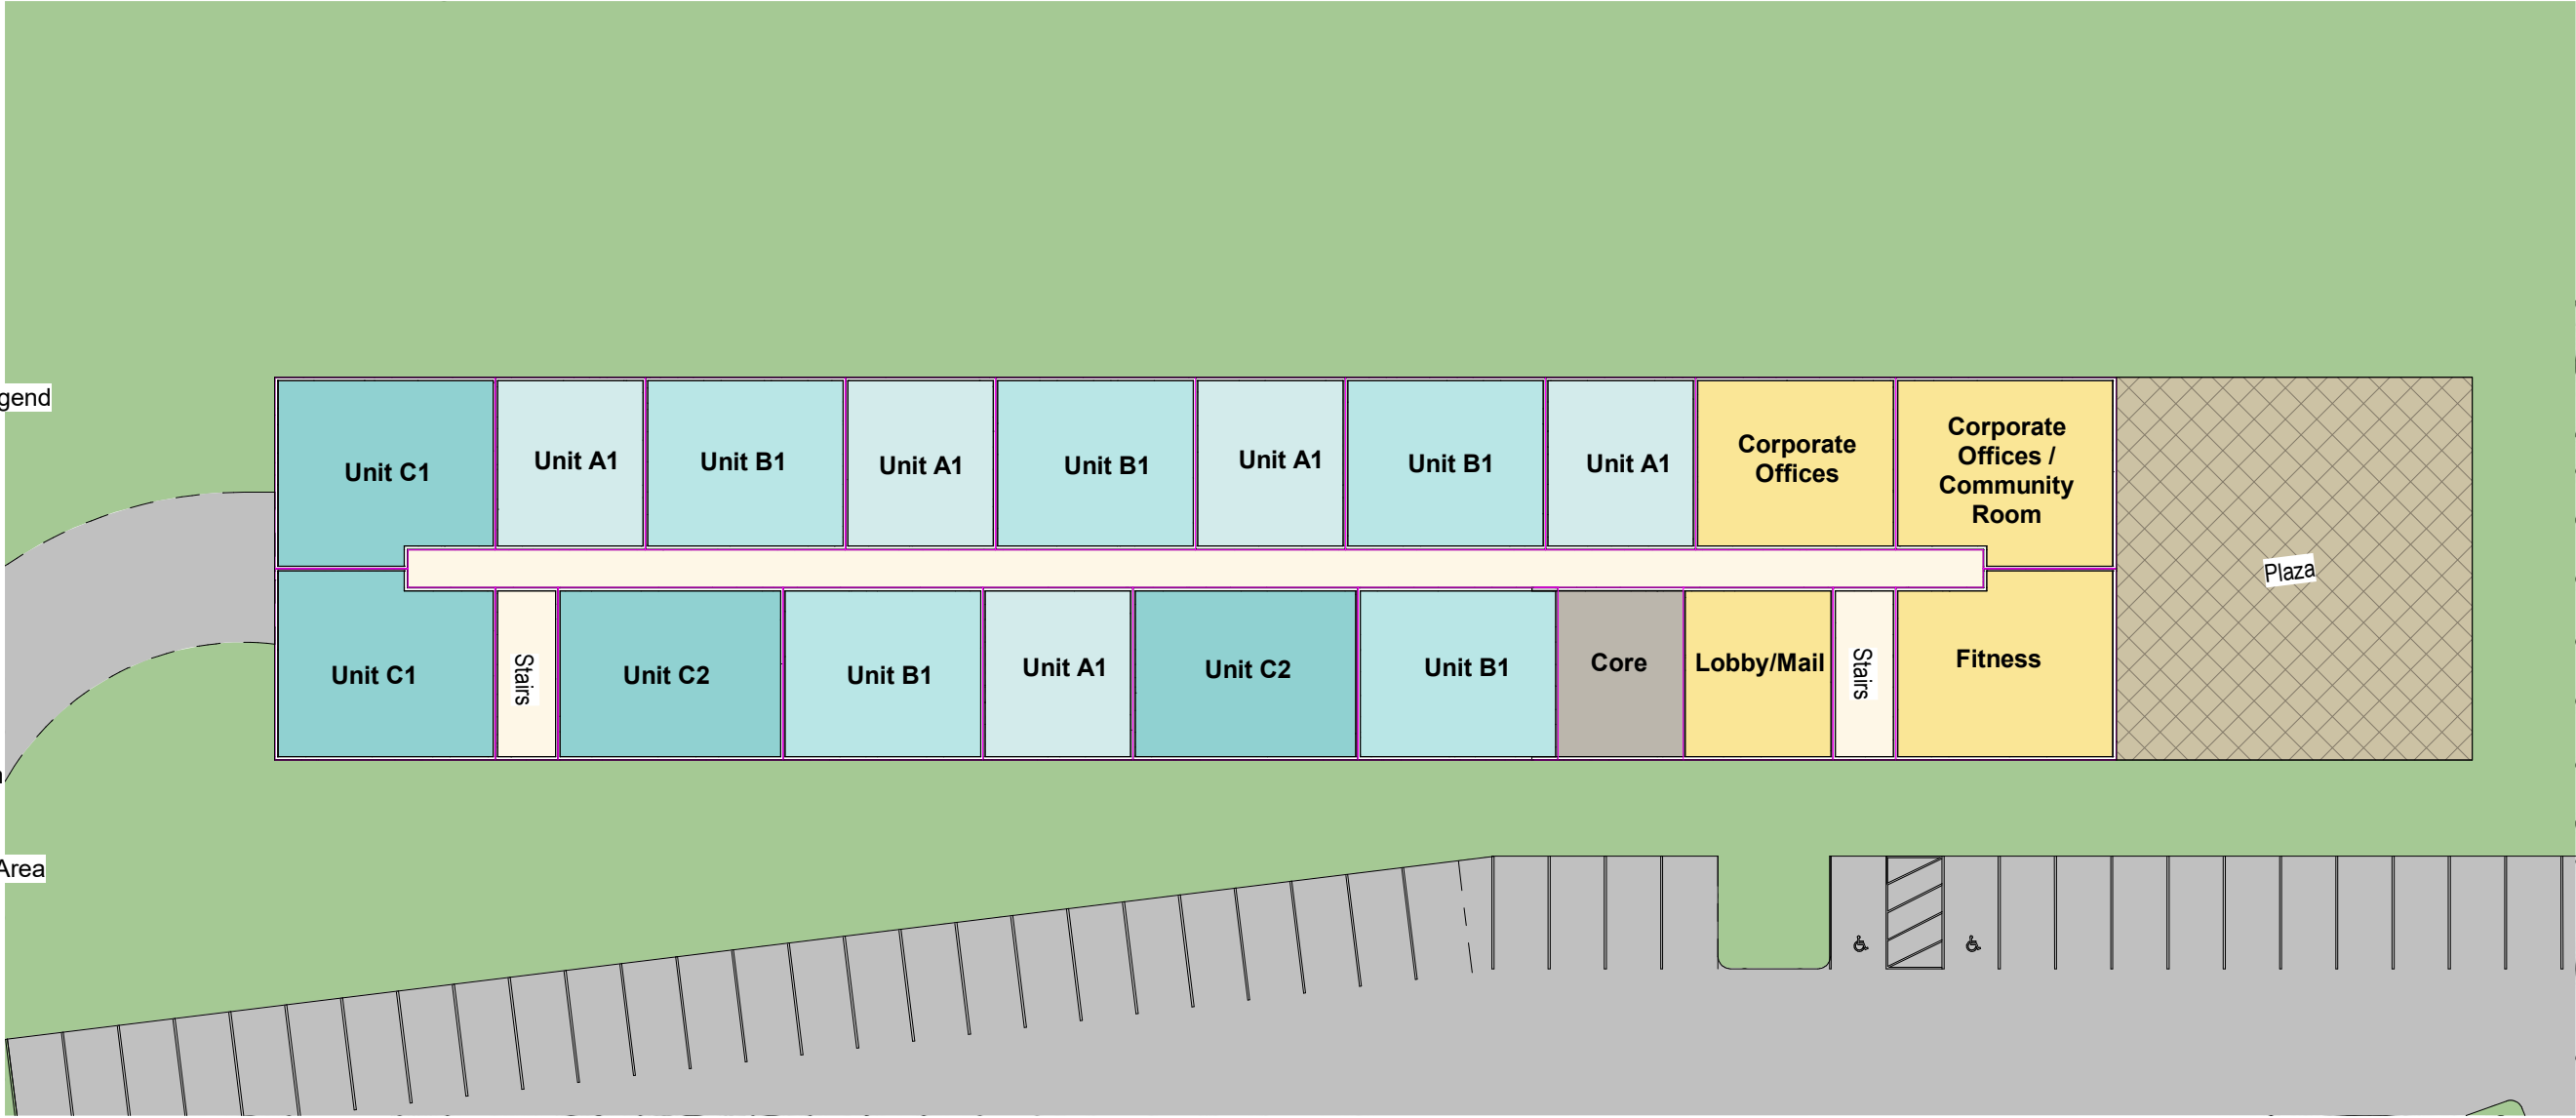 gend
Unit C1
Unit A1
Unit B1
Unit A1
Unit B1
Unit A1
Unit B1
Unit A1
Corporate
Offices
Corporate
Offices /
Community
Room
Plaza
Unit C1
Stairs
Unit C2
Unit B1
Unit A1
Unit C2
Unit B1
Core
Lobby/Mail
Stairs
Fitness
Area